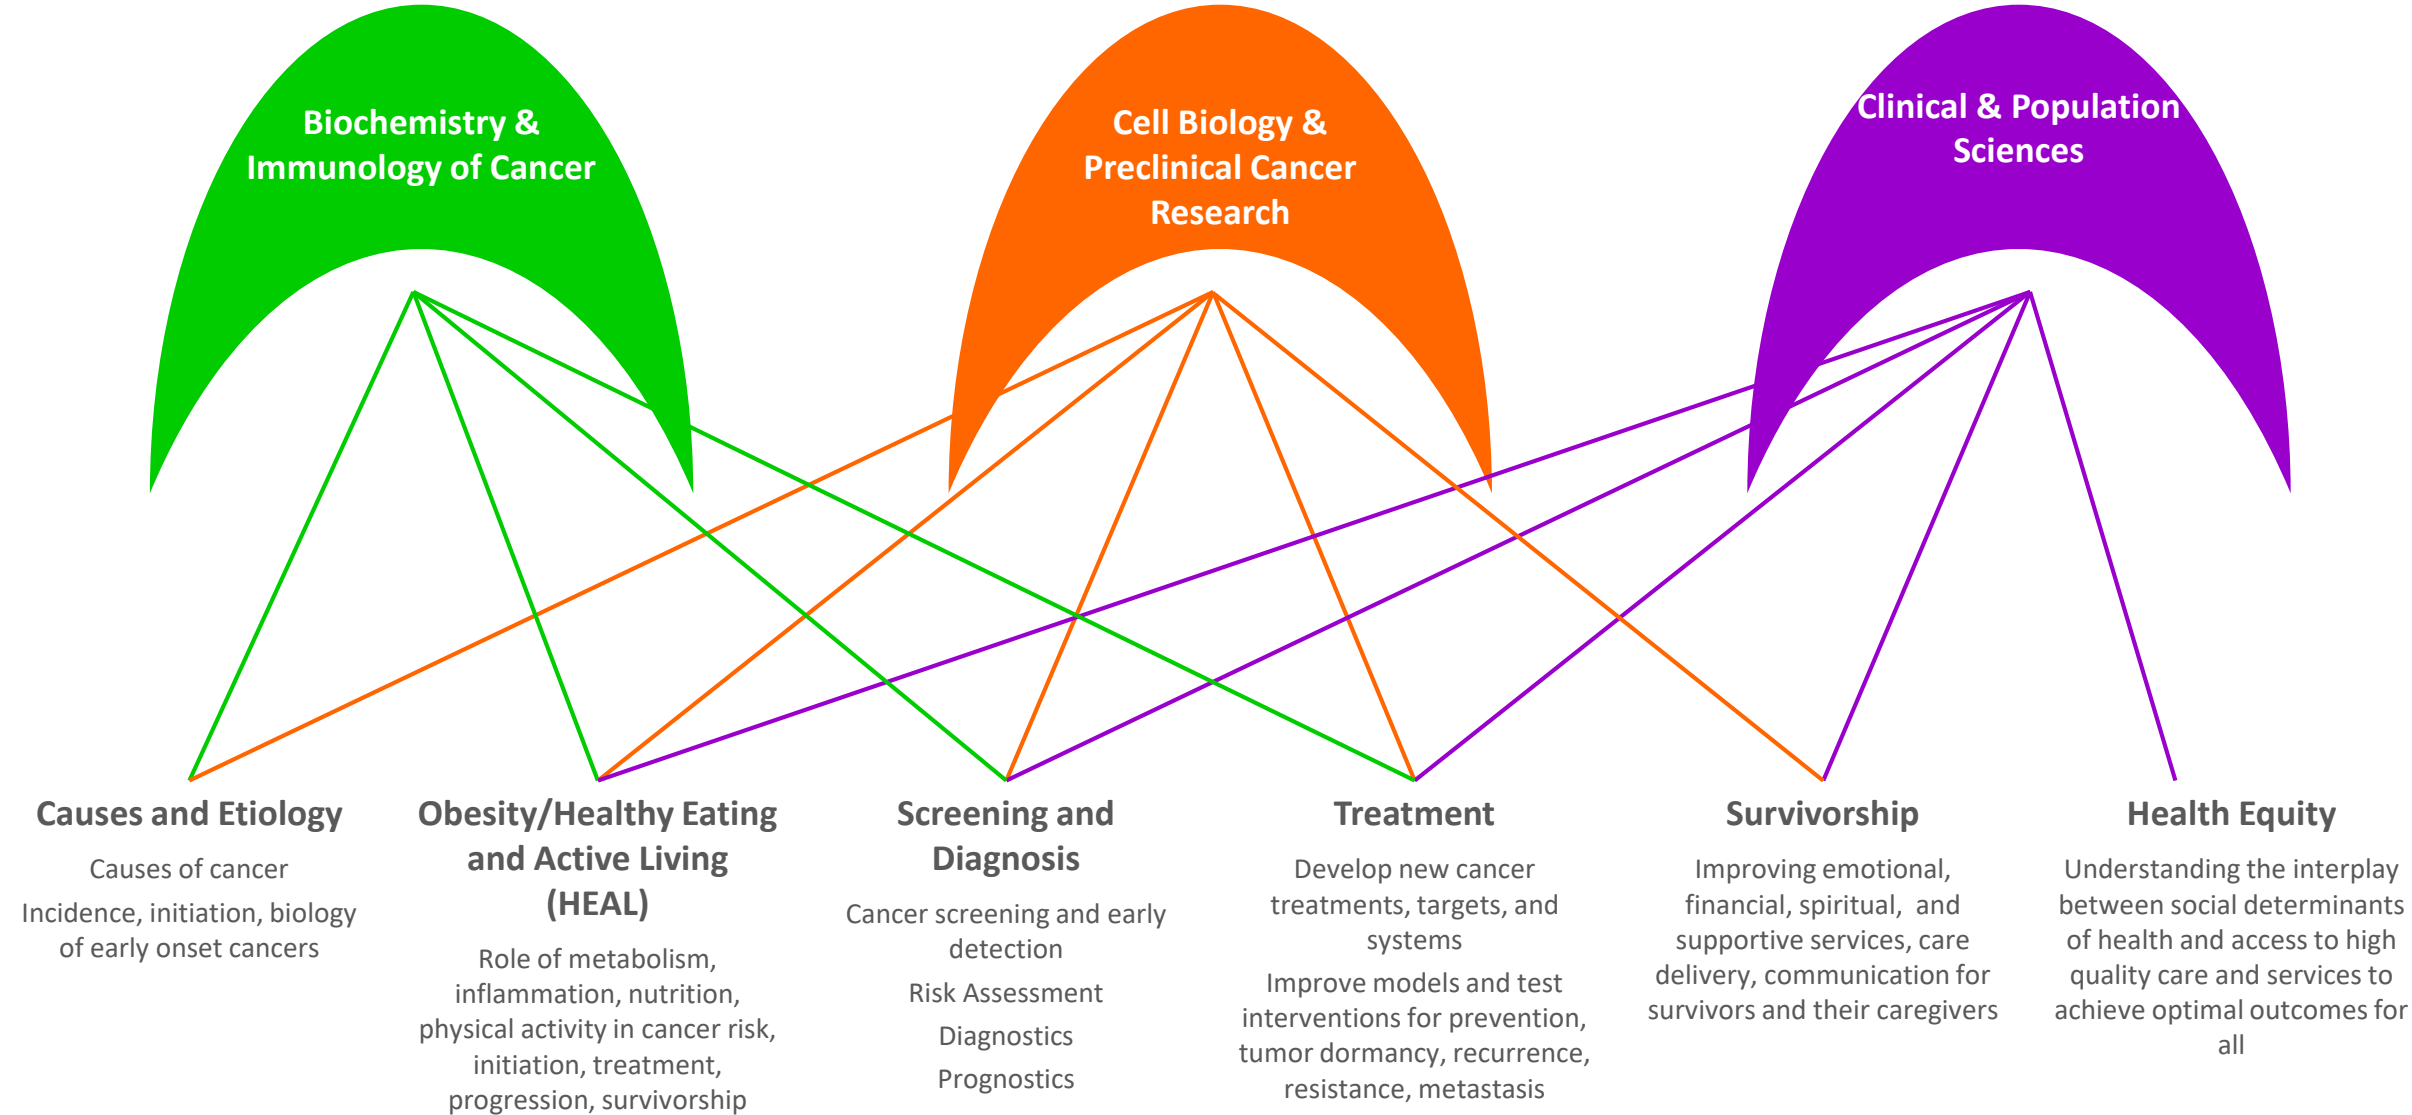 Biochemistry &
Immunology of Cancer
Cell Biology &
Preclinical Cancer
Research
Clinical & Population
Sciences
Causes and Etiology
Causes of cancer
Incidence, initiation, biology
of early onset cancers
Obesity/Healthy Eating
and Active Living
(HEAL)
Role of metabolism,
inflammation, nutrition,
physical activity in cancer risk,
initiation, treatment,
progression, survivorship
Screening and
Diagnosis
Cancer screening and early
detection
Risk Assessment
Diagnostics
Prognostics
Treatment
Develop new cancer
treatments, targets, and
systems
Improve models and test
interventions for prevention,
tumor dormancy, recurrence,
resistance, metastasis
Survivorship
Improving emotional,
financial, spiritual, and
supportive services, care
delivery, communication for
survivors and their caregivers
Health Equity
Understanding the interplay
between social determinants
of health and access to high
quality care and services to
achieve optimal outcomes for
all